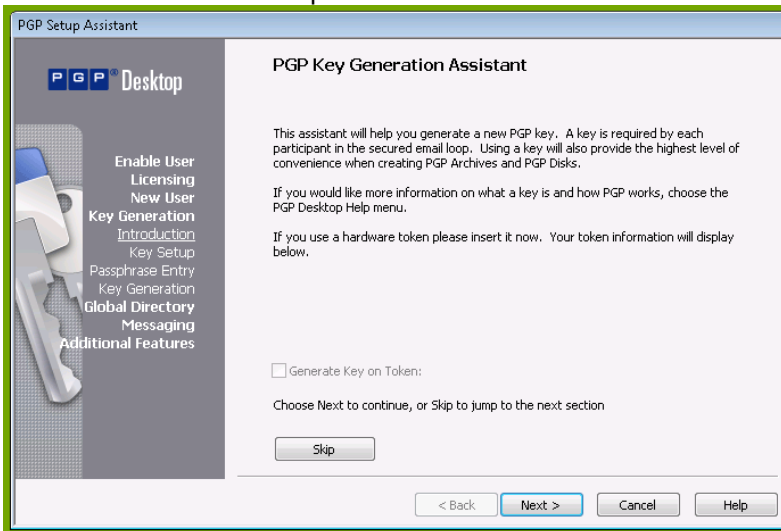 PGP Setup Assistant
PGP® Desktop
Enable User
Licensing
New User
Key Generation
Introduction
Key Setup
Passphrase Entry
Key Generation
Global Directory
Messaging
Additional Features
PGP Key Generation Assistant
This assistant will help you generate a new PGP key. A key is required by each
participant in the secured email loop. Using a key will also provide the highest level of
convenience when creating PGP Archives and PGP Disks.
If you would like more information on what a key is and how PGP works, choose the
PGP Desktop Help menu.
If you use a hardware token please insert it now. Your token information will display
below.
Generate Key on Token:
Choose Next to continue, or Skip to jump to the next section
Skip
< Back Next > Cancel Help